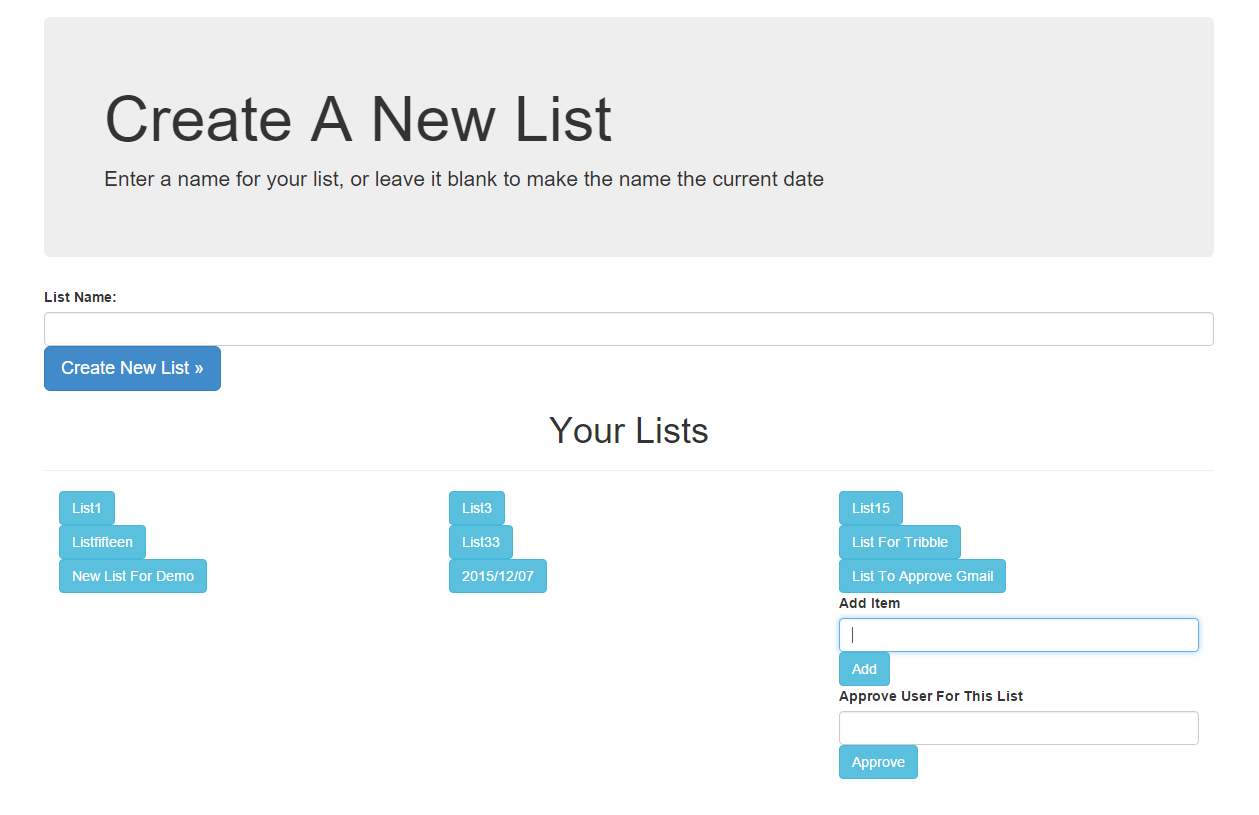 Create A New List
Enter a name for your list, or leave it blank to make the name the current date
List Name:
Create New List »
Your Lists
List1
Listfifteen
New List For Demo
List3
List33
2015/12/07
List15
List For Tribble
List To Approve Gmail
Add Item
Add
Approve User For This List
Approve